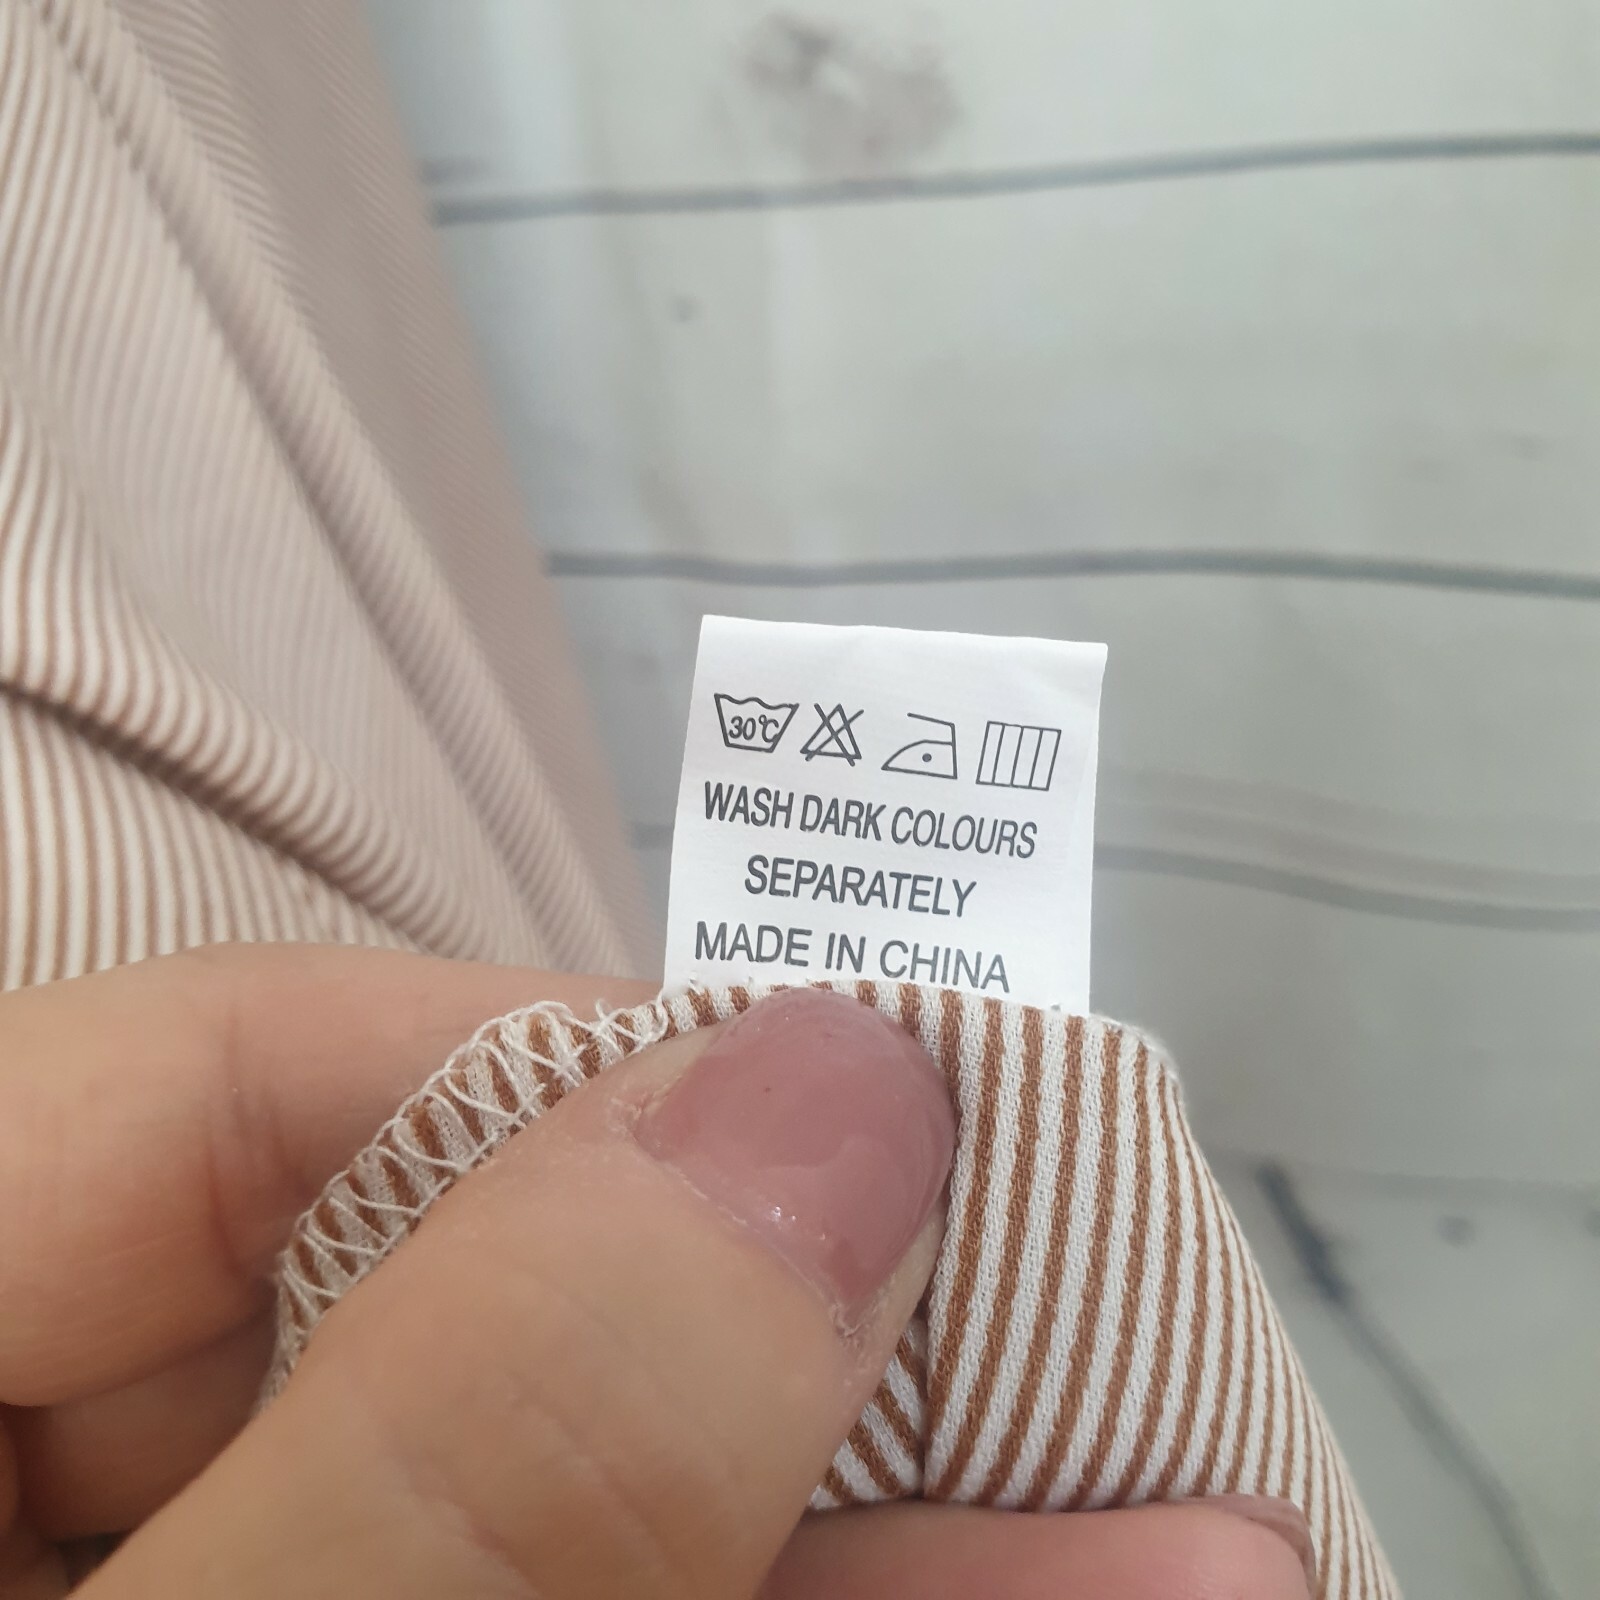 30°C
WASH DARK COLOURS
SEPARATELY
MADE IN CHINA